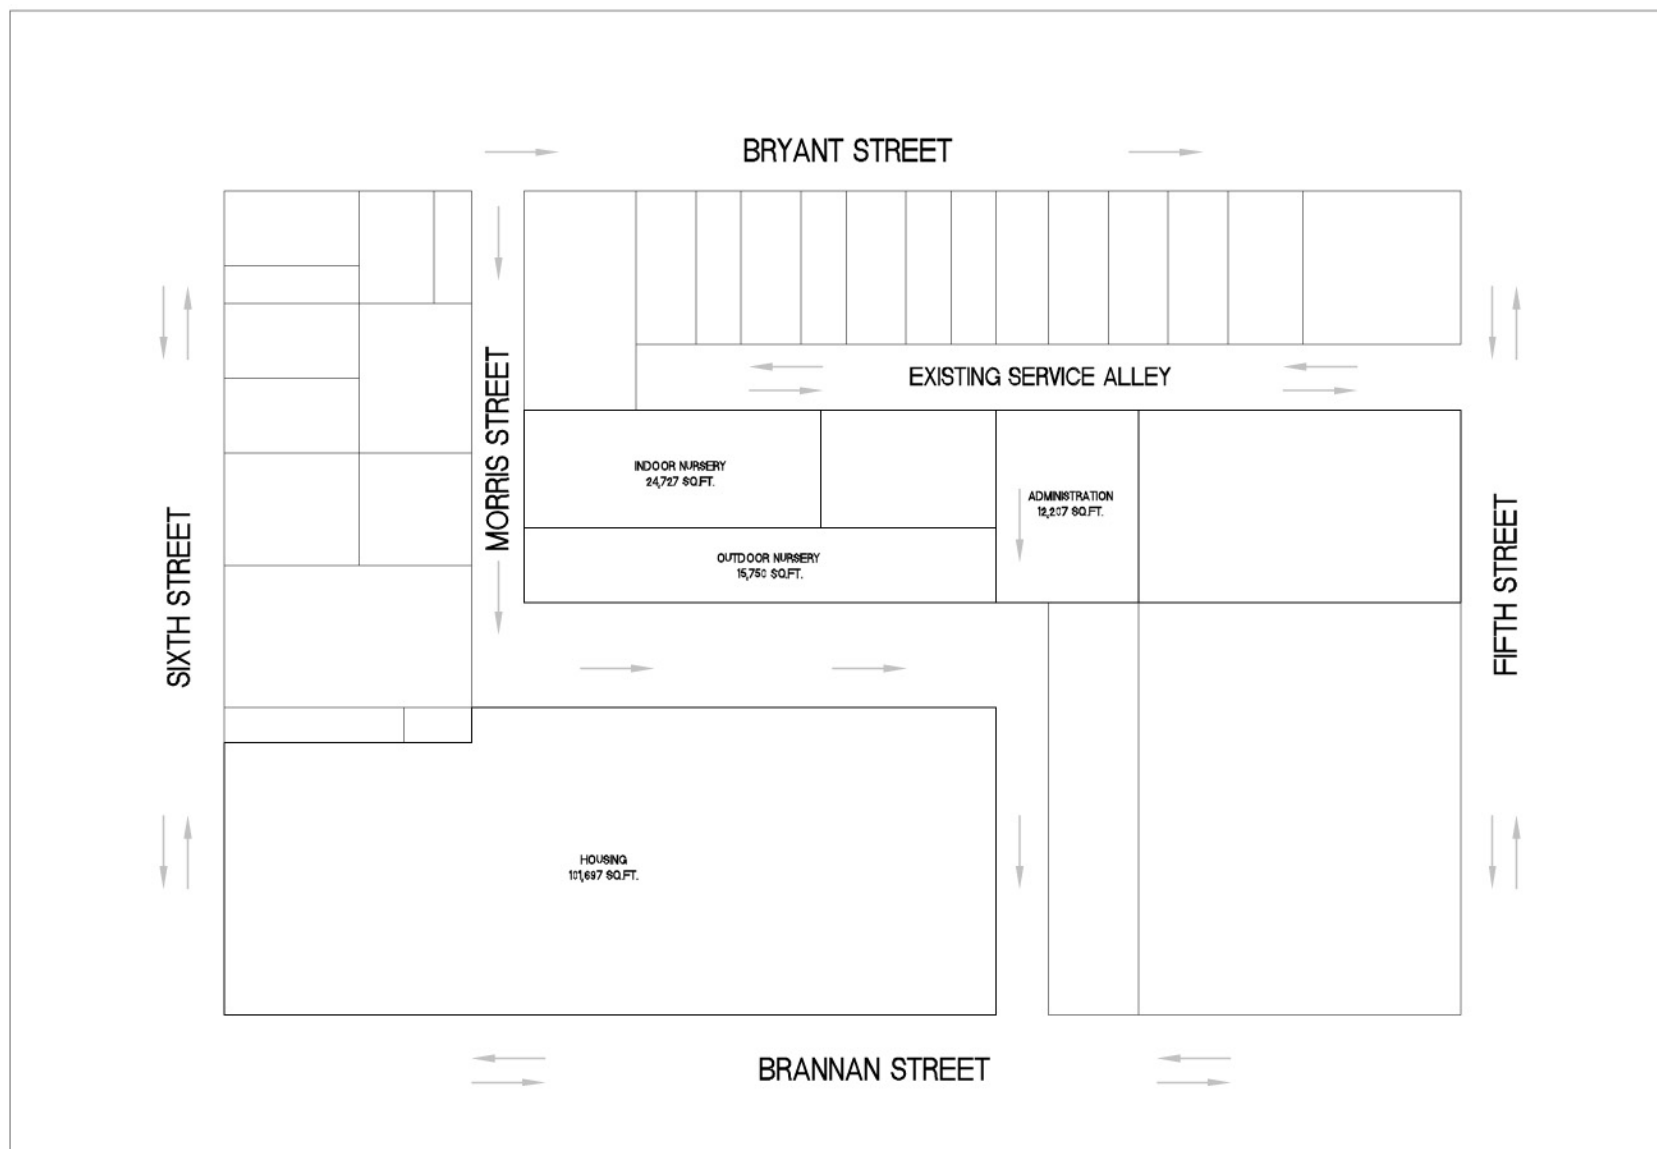 BRYANT STREET
EXISTING SERVICE ALLEY
MORRIS STREET
INDOOR NURSERY
24,727 SQ.FT.
ADMINISTRATION
12,207 SQ.FT.
OUTDOOR NURSERY
15,750 SQ.FT.
SIXTH STREET
FIFTH STREET
HOUSING
101,697 SQ.FT.
BRANNAN STREET